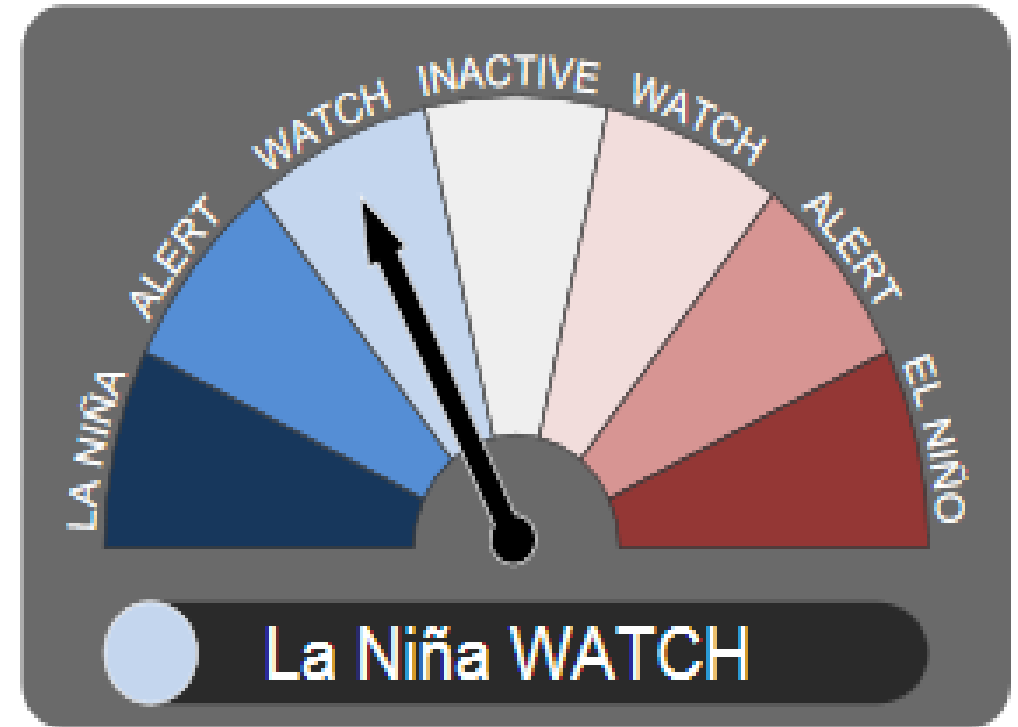 LA NIÑA
ALERT
WATCH
INACTIVE
WATCH
ALERT
EL NIÑO
La Niña WATCH